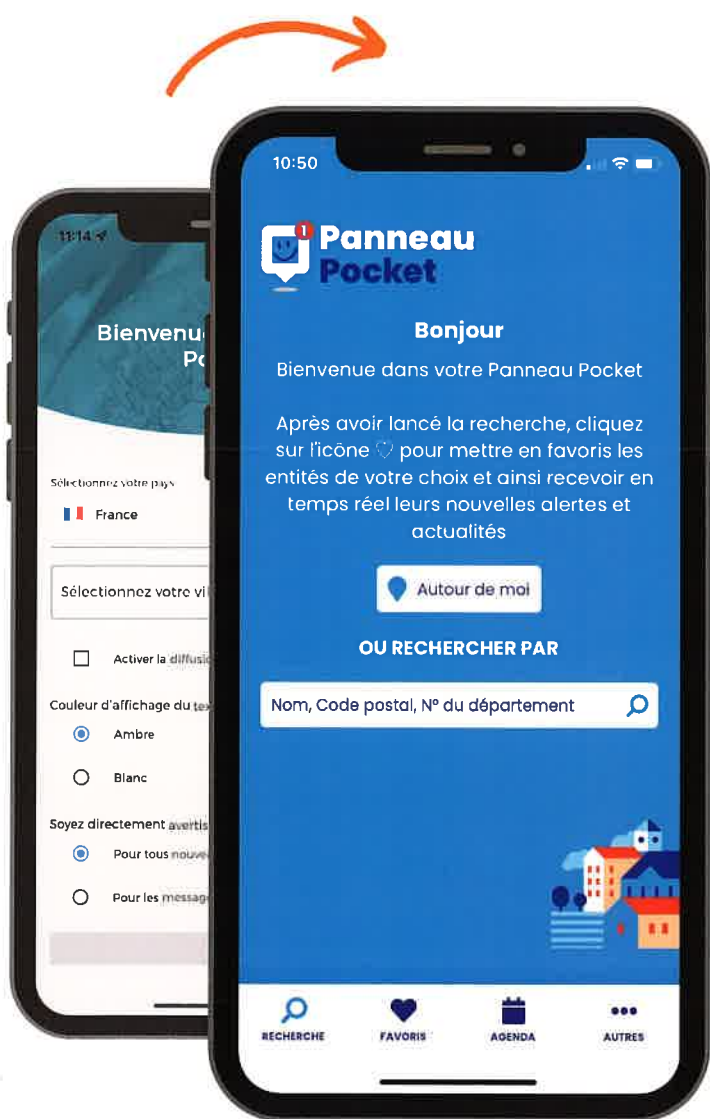 11:14
Bienvenu
Po
Sélectionnez votre pays
France
Sélectionnez votre vi
Activer la diffusio
Couleur d'affichage du tex
Ambre
Blanc
Soyez directement avertis
Pour tous nouve
Pour les message
10:50
1
Panneau
Pocket
Bonjour
Bienvenue dans votre Panneau Pocket
Après avoir lancé la recherche, cliquez
sur l'icône ♡ pour mettre en favoris les
entités de votre choix et ainsi recevoir en
temps réel leurs nouvelles alertes et
actualités
Autour de moi
OU RECHERCHER PAR
Nom, Code postal, N° du département
RECHERCHE FAVORIS AGENDA AUTRES